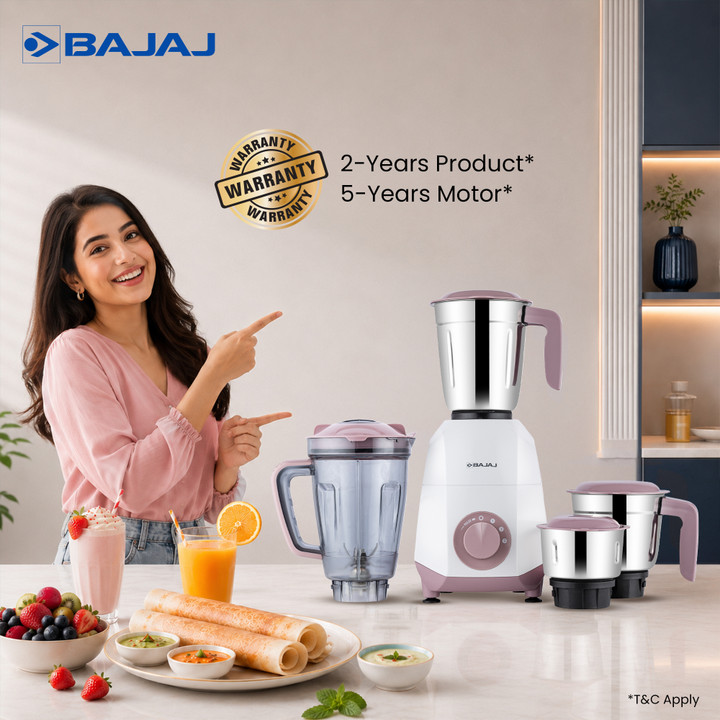 BAJAJ
WARRANTY
WARRANTY
WARRANTY
2-Years Product*
5-Years Motor*
BAJAJ
*T&C Apply